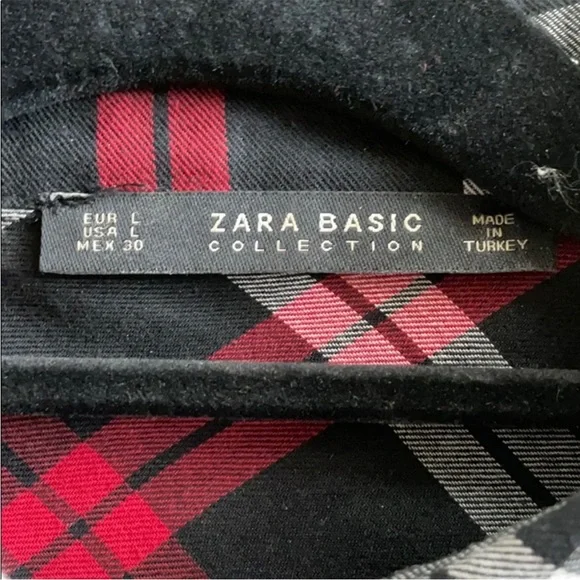 EUR L
USA L
MEX 30
ZARA BASIC
COLLECTION
MADE
IN
TURKEY